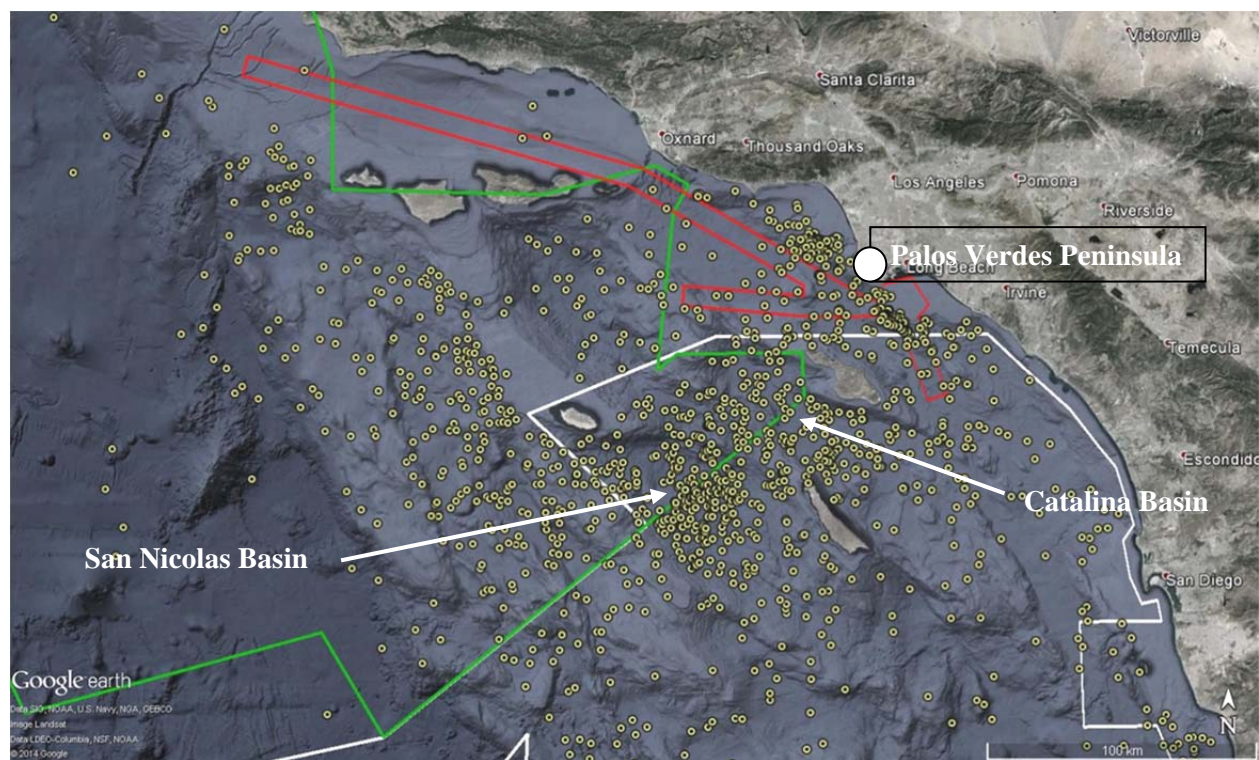 Victorville
Santa Clarita
Oxnard
Thousand Oaks
Los Angeles
Pomona
Riverside
Palos Verdes Peninsula
Long Beach
Irvine
Temecula
Escondido
Catalina Basin
San Nicolas Basin
San Diego
Google earth
Data SIO, NOAA, U.S. Navy, NGA, GEBCO
Image Landsat
Data LDEO-Columbia, NSF, NOAA
© 2014 Google
N
100 km